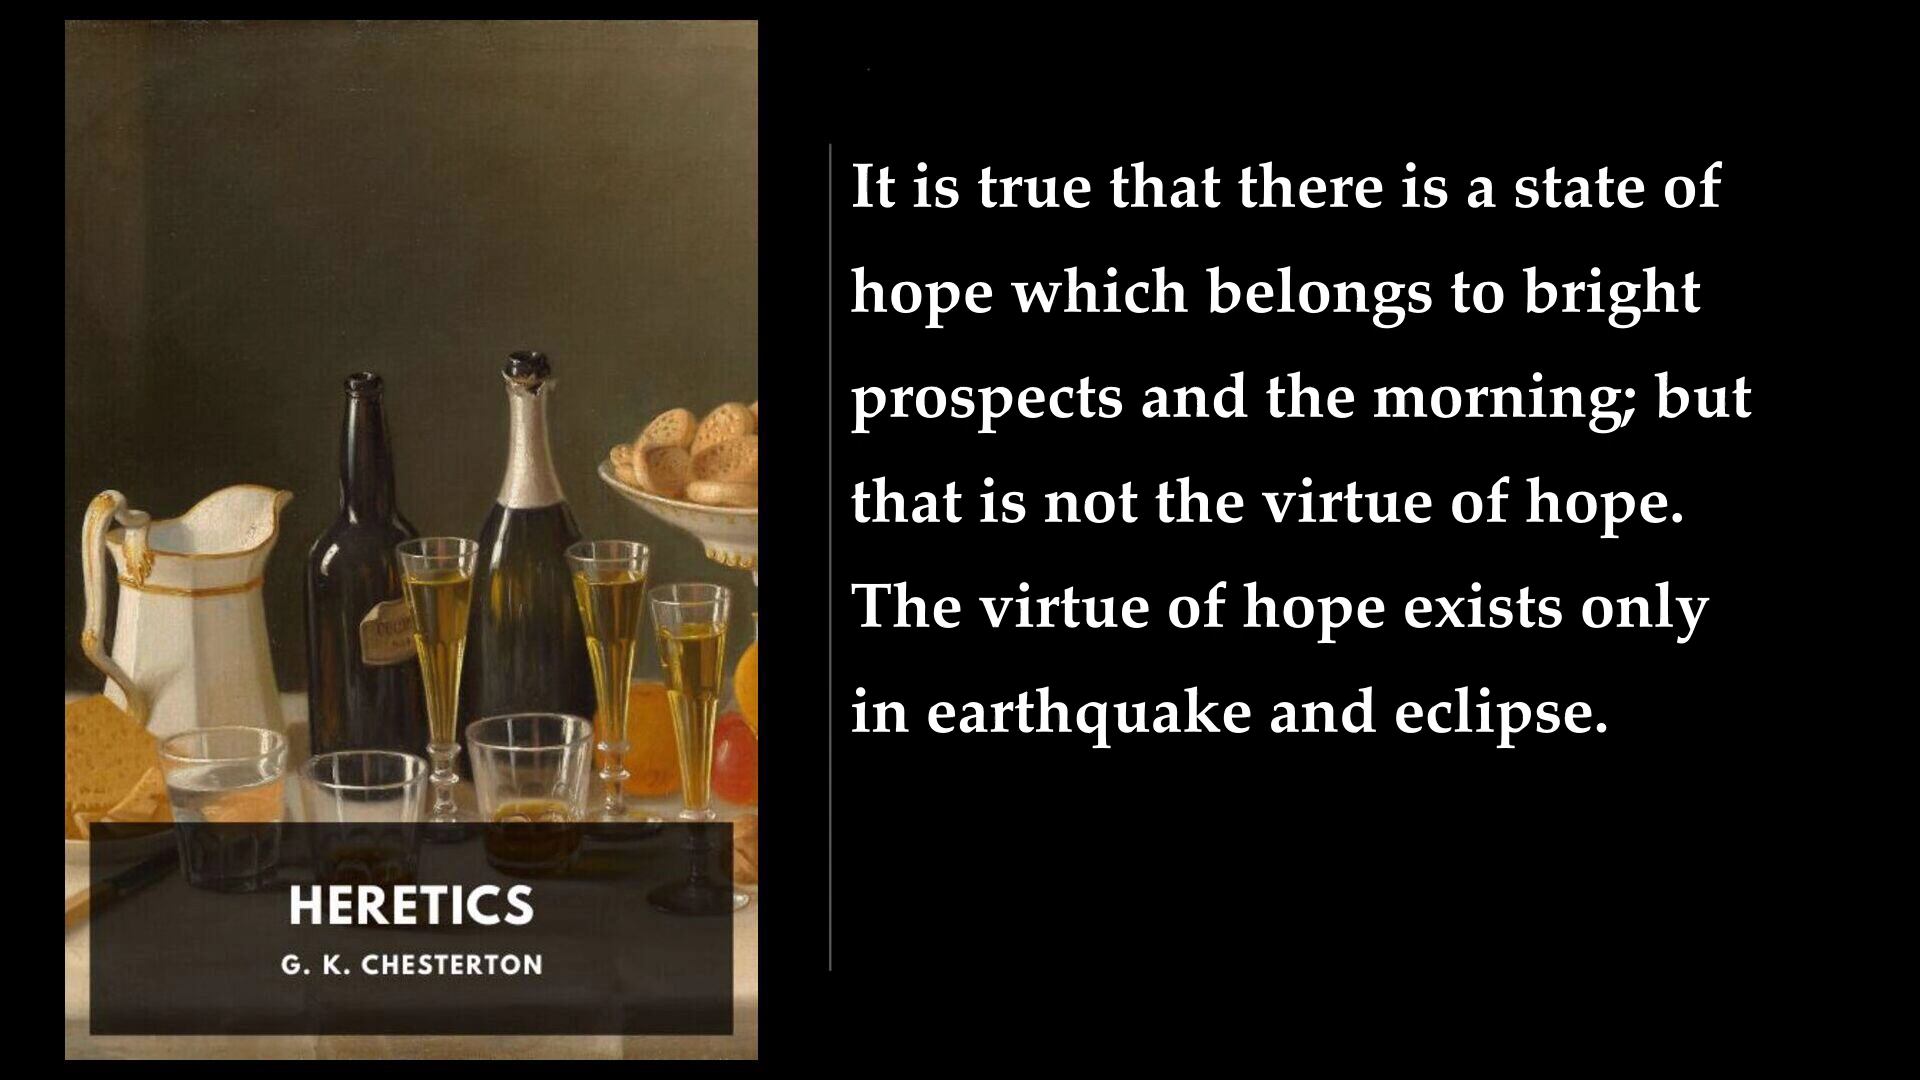 It is true that there is a state of
hope which belongs to bright
prospects and the morning; but
that is not the virtue of hope.
The virtue of hope exists only
in earthquake and eclipse.
HERETICS
G. K. CHESTERTON